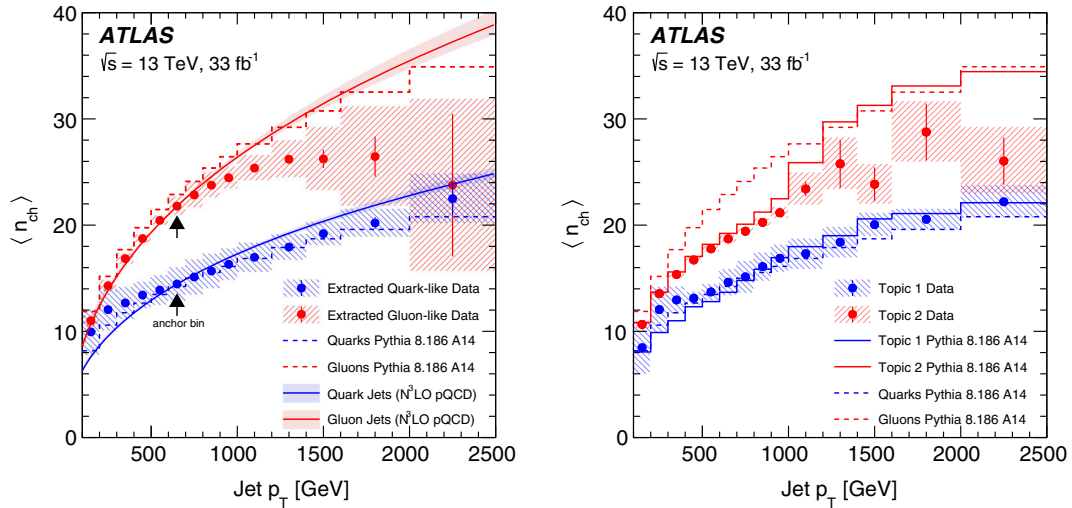 ATLAS
√s = 13 TeV, 33 fb⁻¹
⟨ n_ch ⟩
40
30
20
10
0
anchor bin
Extracted Quark-like Data
Extracted Gluon-like Data
Quarks Pythia 8.186 A14
Gluons Pythia 8.186 A14
Quark Jets (N³LO pQCD)
Gluon Jets (N³LO pQCD)
500 1000 1500 2000 2500
Jet p_T [GeV]
ATLAS
√s = 13 TeV, 33 fb⁻¹
⟨ n_ch ⟩
40
30
20
10
0
Topic 1 Data
Topic 2 Data
Topic 1 Pythia 8.186 A14
Topic 2 Pythia 8.186 A14
Quarks Pythia 8.186 A14
Gluons Pythia 8.186 A14
500 1000 1500 2000 2500
Jet p_T [GeV]